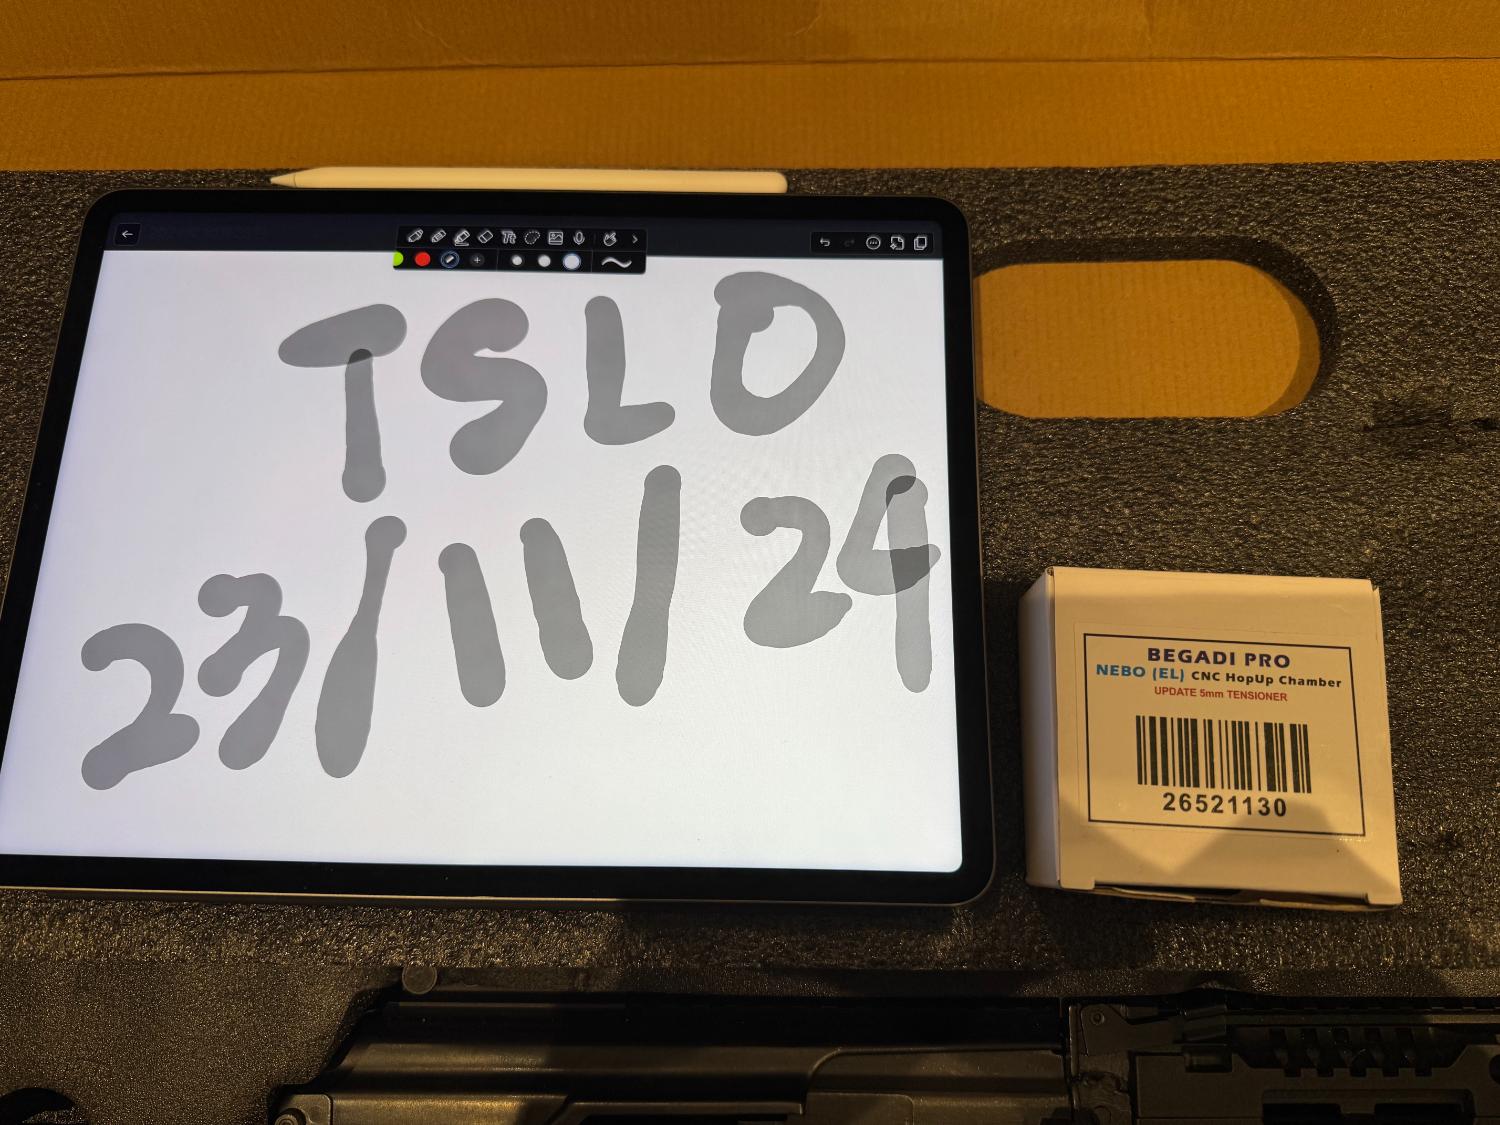 TSLO
23/11/24
BEGADI PRO
NEBO (EL) CNC HopUp Chamber
UPDATE 5mm TENSIONER
26521130